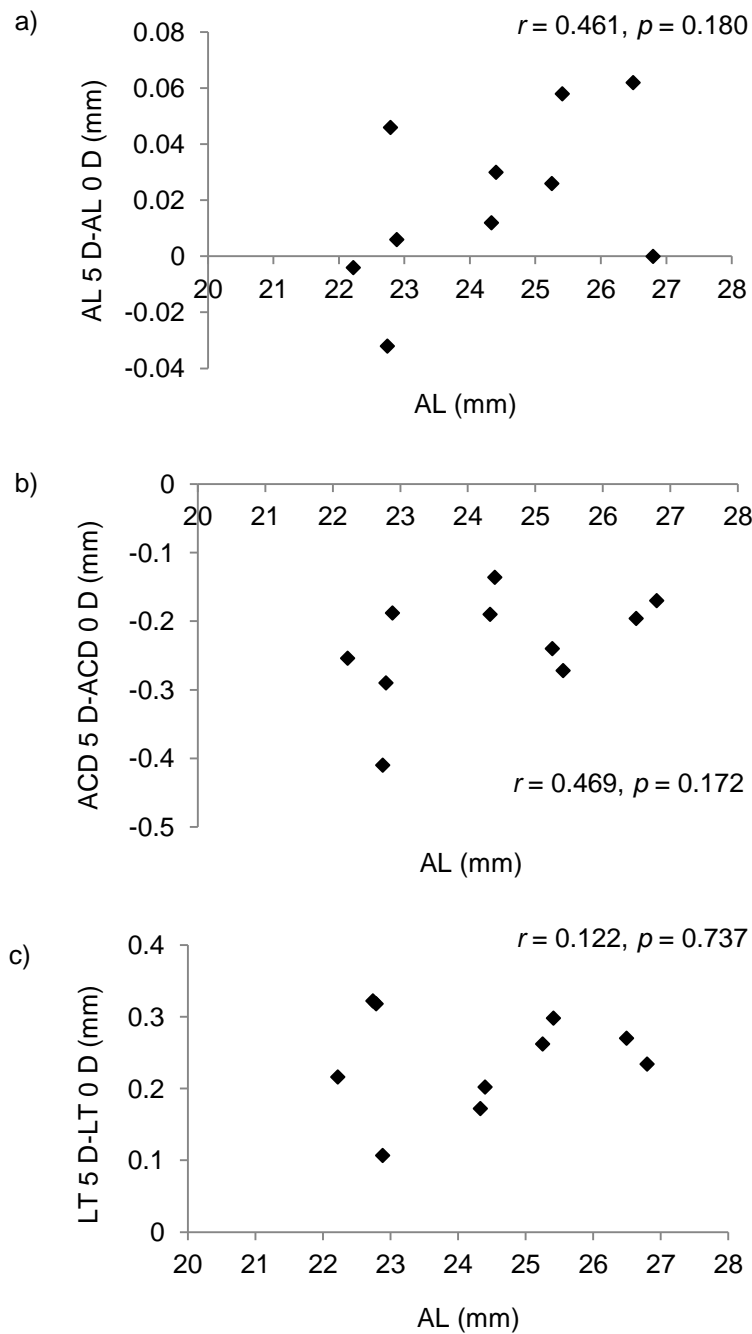 a)
r = 0.461, p = 0.180
AL 5 D-AL 0 D (mm)
0.08
0.06
0.04
0.02
0
-0.02
-0.04
20 21 22 23 24 25 26 27 28
AL (mm)
b)
ACD 5 D-ACD 0 D (mm)
0
-0.1
-0.2
-0.3
-0.4
-0.5
20 21 22 23 24 25 26 27 28
r = 0.469, p = 0.172
AL (mm)
c)
r = 0.122, p = 0.737
LT 5 D-LT 0 D (mm)
0.4
0.3
0.2
0.1
0
20 21 22 23 24 25 26 27 28
AL (mm)